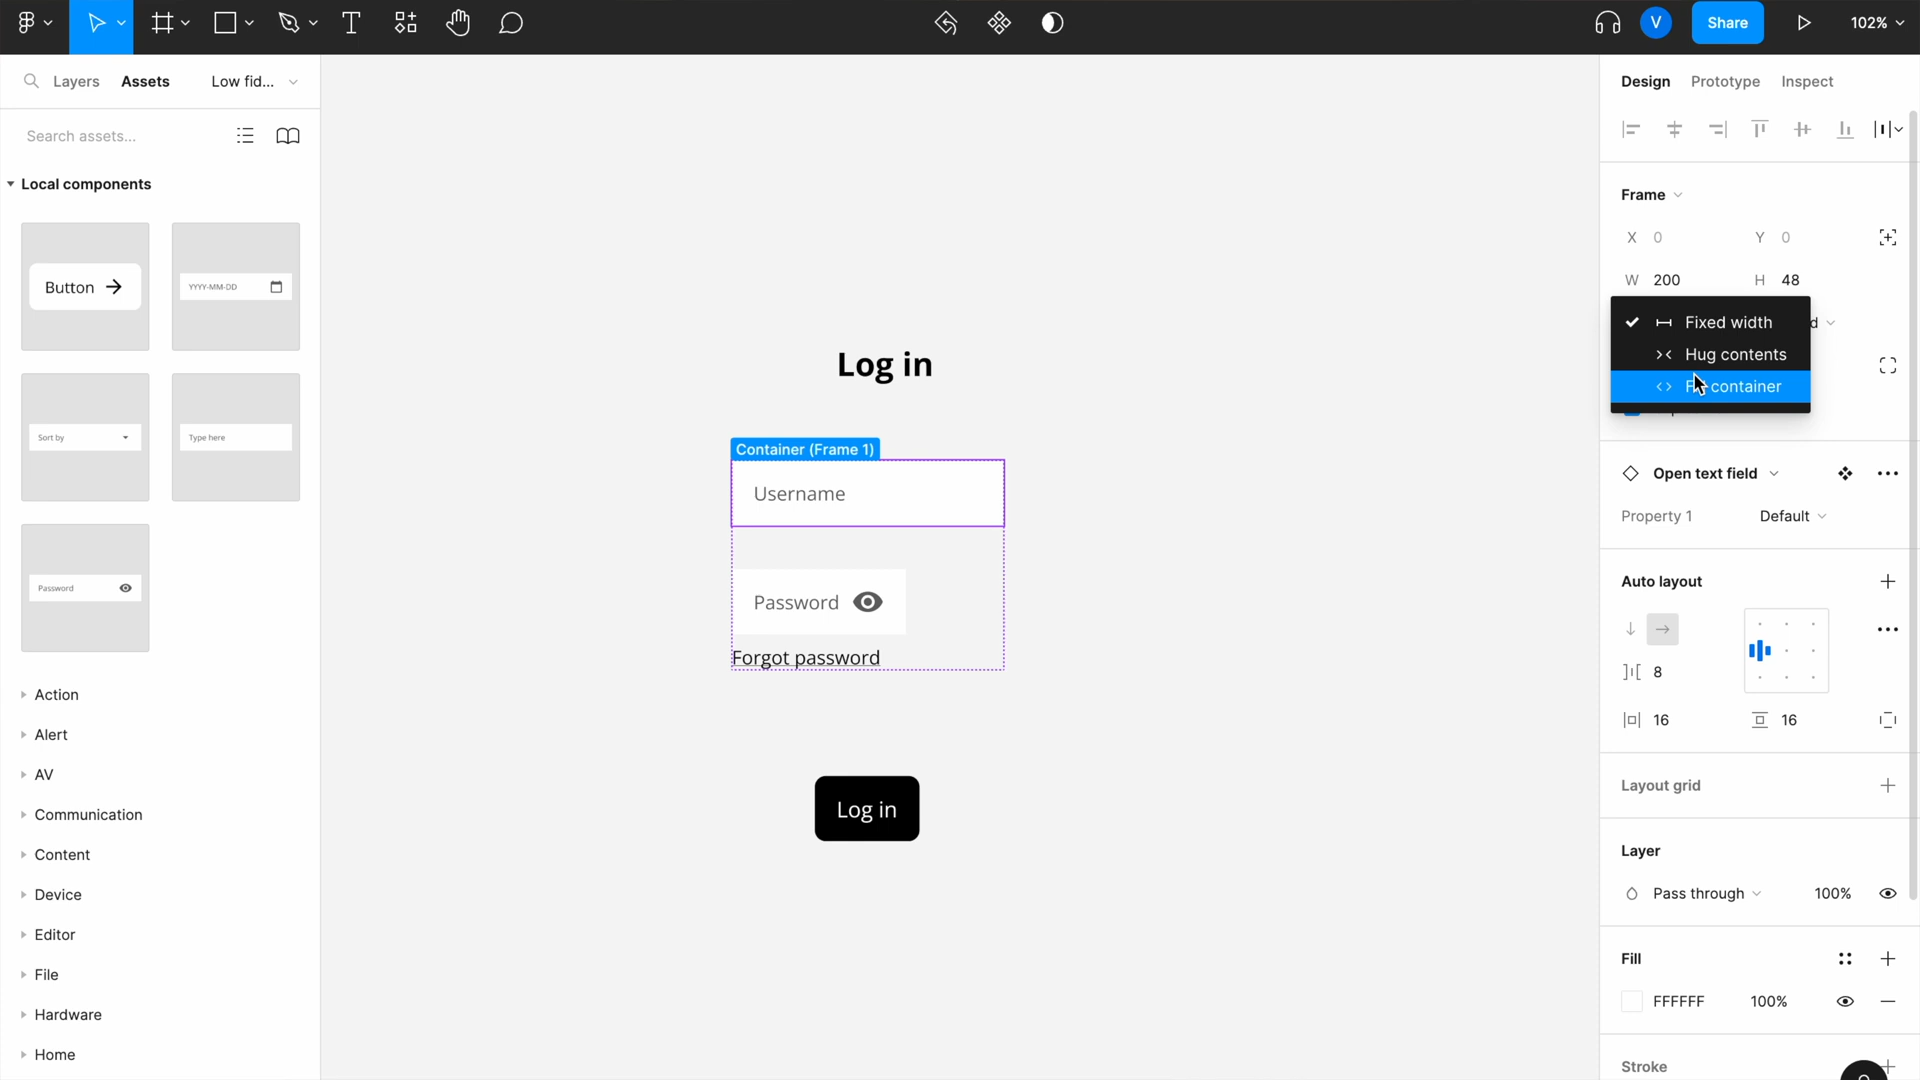 V
Share
102%
Layers
Assets
Low fid...
Design
Prototype
Inspect
Search assets...
Local components
Frame
X 0
Y 0
W 200
H 48
Button
YYYY-MM-DD
Fixed width
d
Hug contents
container
Log in
Sort by
Type here
Container (Frame 1)
Open text field
Username
Property 1
Default
Password
Auto layout
Password
Forgot password
8
Action
16
16
Alert
AV
Layout grid
Log in
Communication
Content
Layer
Device
Pass through
100%
Editor
Fill
File
FFFFFF
100%
Hardware
Home
Stroke